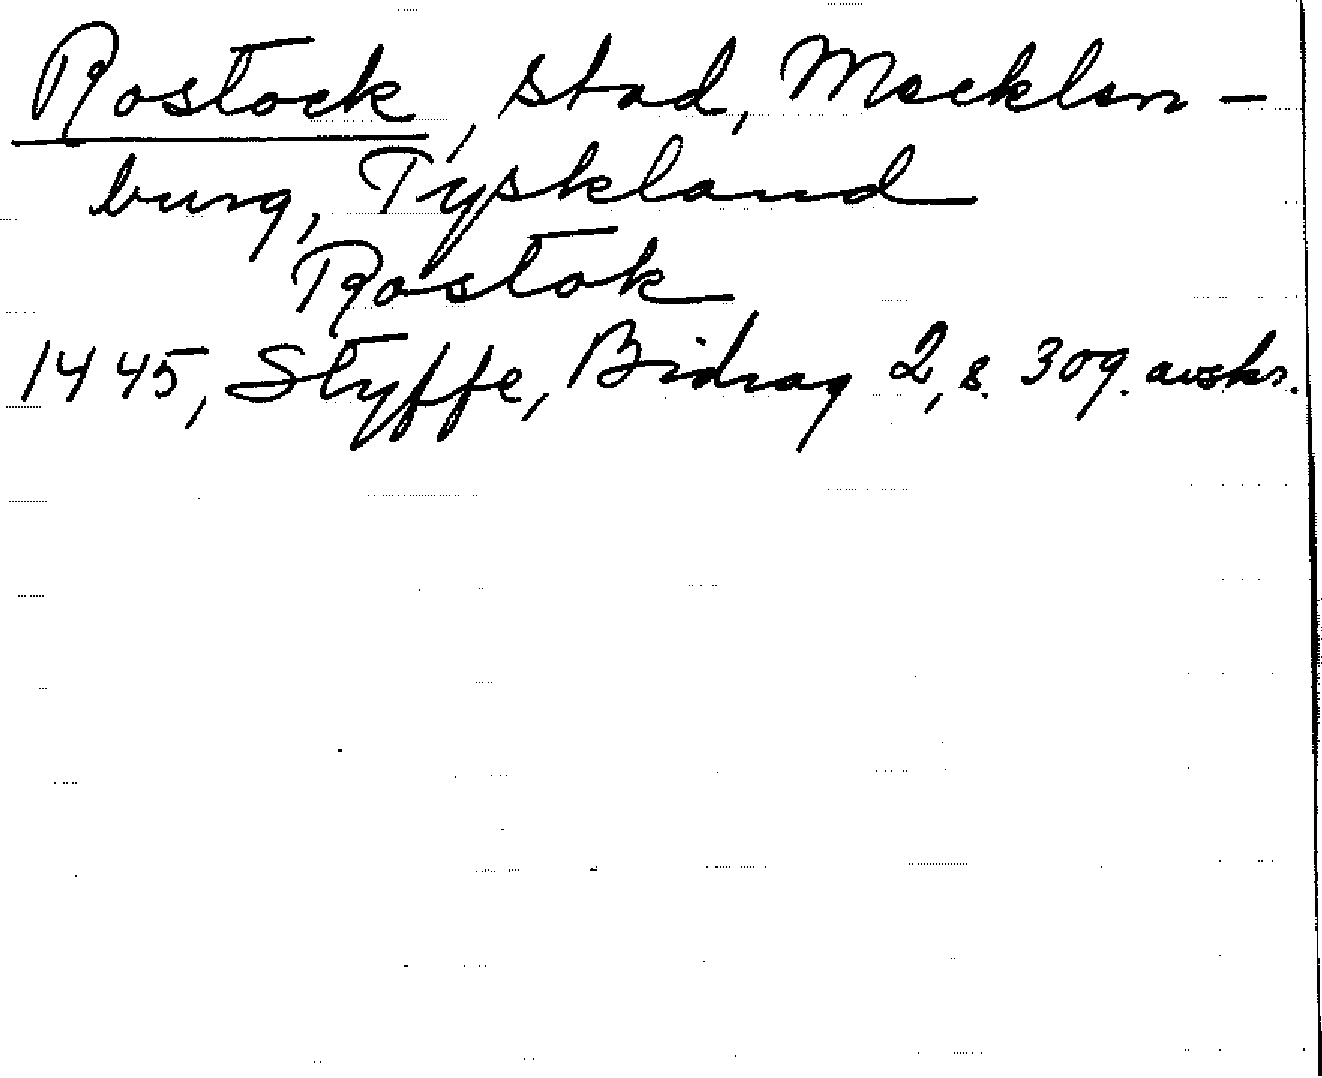 Rostock, stad, Mecklen-
burg, Tyskland
Rostok
1445, Styffe, Bidrag 2, s. 309. avskr.